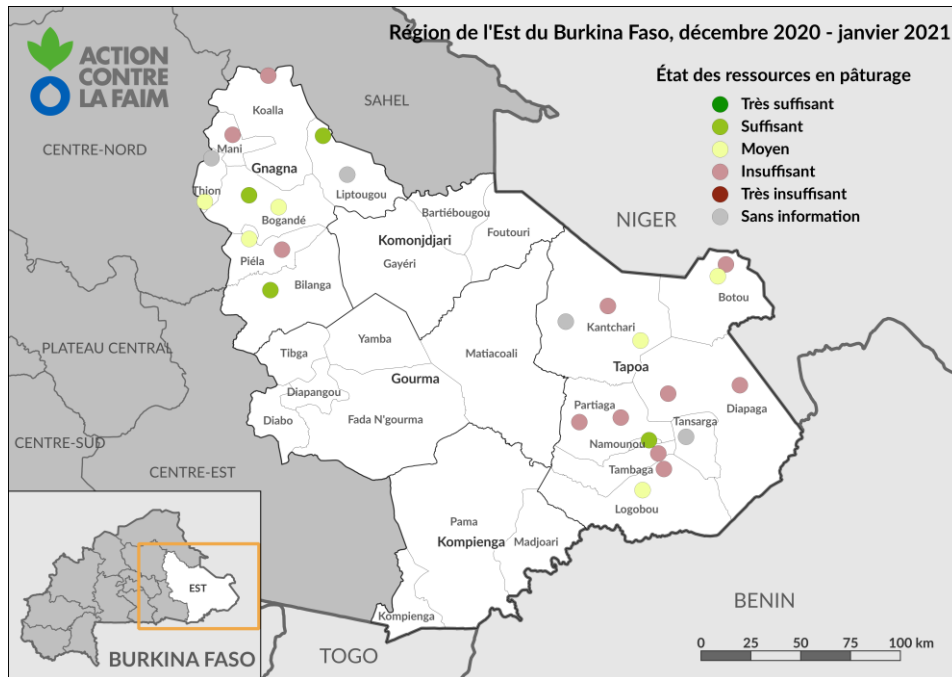 Région de l'Est du Burkina Faso, décembre 2020 - janvier 2021
ACTION
CONTRE
LA FAIM
État des ressources en pâturage
Très suffisant
Suffisant
Moyen
Insuffisant
Très insuffisant
Sans information
SAHEL
CENTRE-NORD
Koalla
Mani
Gnagna
Thion
Liptougou
Bogandé
Bartiébougou
Foutouri
NIGER
Komonjdjari
Gayéri
Piéla
Bilanga
Botou
Kantchari
PLATEAU CENTRAL
Tibga
Yamba
Matiacoali
Tapoa
Gourma
Diapangou
Diabo
Fada N'gourma
Partiaga
Diapaga
Tansarga
Namounou
CENTRE-SUD
CENTRE-EST
Tambaga
Logobou
Pama
Kompienga
Madjoari
EST
Kompienga
BENIN
BURKINA FASO
TOGO
0 25 50 75 100 km